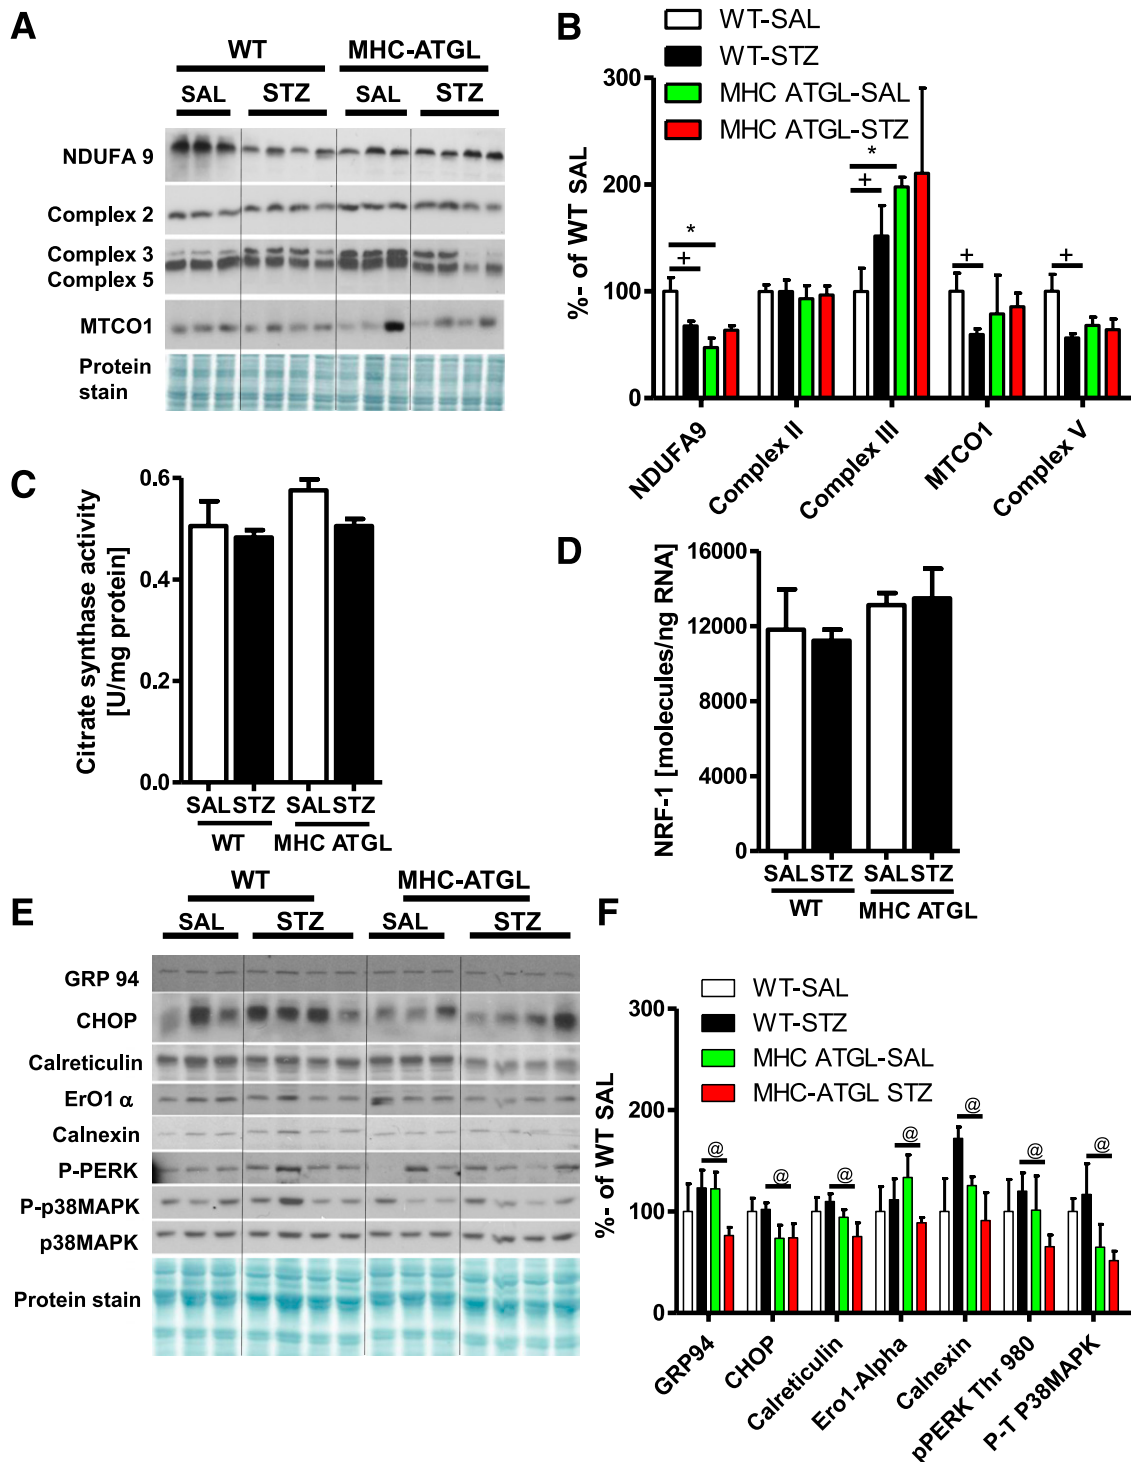 A
WT
MHC-ATGL
SAL
STZ
SAL
STZ
NDUFA 9
Complex 2
Complex 3
Complex 5
MTCO1
Protein
stain
B
WT-SAL
WT-STZ
MHC ATGL-SAL
MHC ATGL-STZ
%- of WT SAL
300
200
100
0
*
+
*
+
+
+
NDUFA9
Complex II
Complex III
MTCO1
Complex V
C
Citrate synthase activity
[U/mg protein]
0.6
0.4
0.2
0.0
SAL
STZ
SAL
STZ
WT
MHC ATGL
D
NRF-1 [molecules/ng RNA]
16000
12000
8000
4000
0
SAL
STZ
SAL
STZ
WT
MHC ATGL
E
WT
MHC-ATGL
SAL
STZ
SAL
STZ
GRP 94
CHOP
Calreticulin
ErO1 α
Calnexin
P-PERK
P-p38MAPK
p38MAPK
Protein stain
F
WT-SAL
WT-STZ
MHC ATGL-SAL
MHC-ATGL STZ
%- of WT SAL
300
200
100
0
@
@
@
@
@
@
@
GRP94
CHOP
Calreticulin
Ero1-Alpha
Calnexin
pPERK Thr 980
P-T P38MAPK